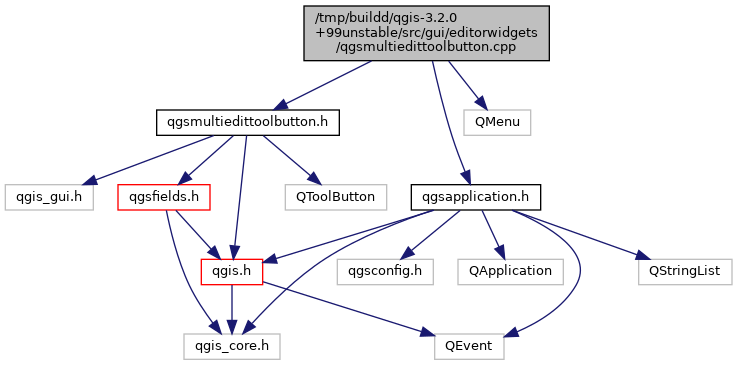 /tmp/buildd/qgis-3.2.0
+99unstable/src/gui/editorwidgets
/qgsmultiedittoolbutton.cpp
qgsmultiedittoolbutton.h
QMenu
qgis_gui.h
qgsfields.h
QToolButton
qgsapplication.h
qgis.h
qgsconfig.h
QApplication
QStringList
qgis_core.h
QEvent